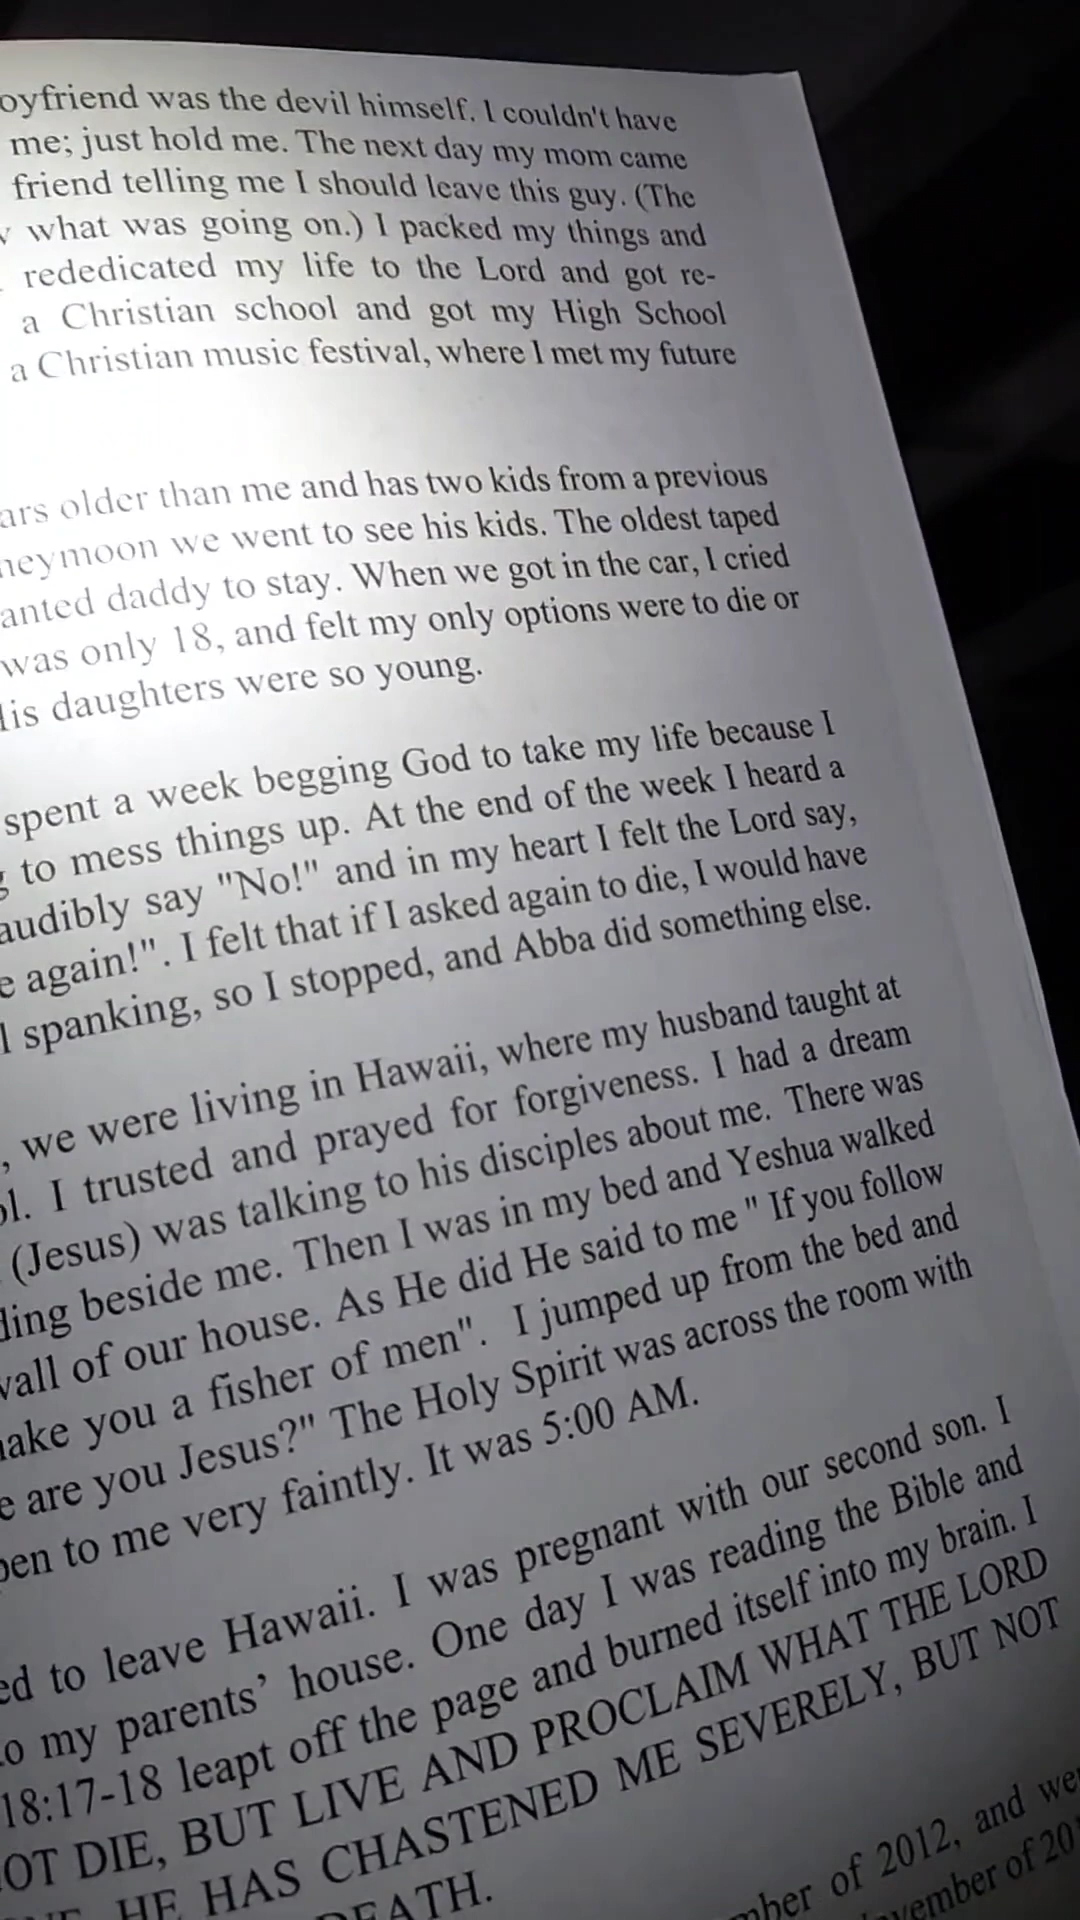 oyfriend was the devil himself. I couldn't have
me; just hold me. The next day my mom came
friend telling me I should leave this guy. (The
what was going on.) I packed my things and
rededicated my life to the Lord and got re-
a Christian school and got my High School
a Christian music festival, where I met my future
ars older than me and has two kids from a previous
neymoon we went to see his kids. The oldest taped
anted daddy to stay. When we got in the car, I cried
was only 18, and felt my only options were to die or
His daughters were so young.
spent a week begging God to take my life because I
to mess things up. At the end of the week I heard a
audibly say "No!" and in my heart I felt the Lord say,
e again!". I felt that if I asked again to die, I would have
l spanking, so I stopped, and Abba did something else.
, we were living in Hawaii, where my husband taught at
ol. I trusted and prayed for forgiveness. I had a dream
(Jesus) was talking to his disciples about me. There was
ding beside me. Then I was in my bed and Yeshua walked
wall of our house. As He did He said to me " If you follow
make you a fisher of men". I jumped up from the bed and
e are you Jesus?" The Holy Spirit was across the room with
pen to me very faintly. It was 5:00 AM.
ed to leave Hawaii. I was pregnant with our second son. I
to my parents’ house. One day I was reading the Bible and
18:17-18 leapt off the page and burned itself into my brain. I
OT DIE, BUT LIVE AND PROCLAIM WHAT THE LORD
HE HAS CHASTENED ME SEVERELY, BUT NOT
DEATH.
mber of 2012, and we
vember of 20